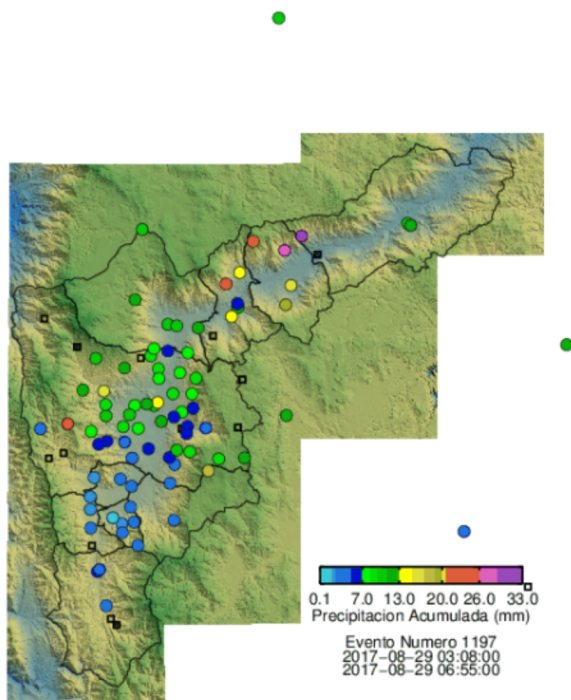 0.1 7.0 13.0 20.0 26.0 33.0
Precipitacion Acumulada (mm)
Evento Numero 1197
2017-08-29 03:08:00
2017-08-29 06:55:00